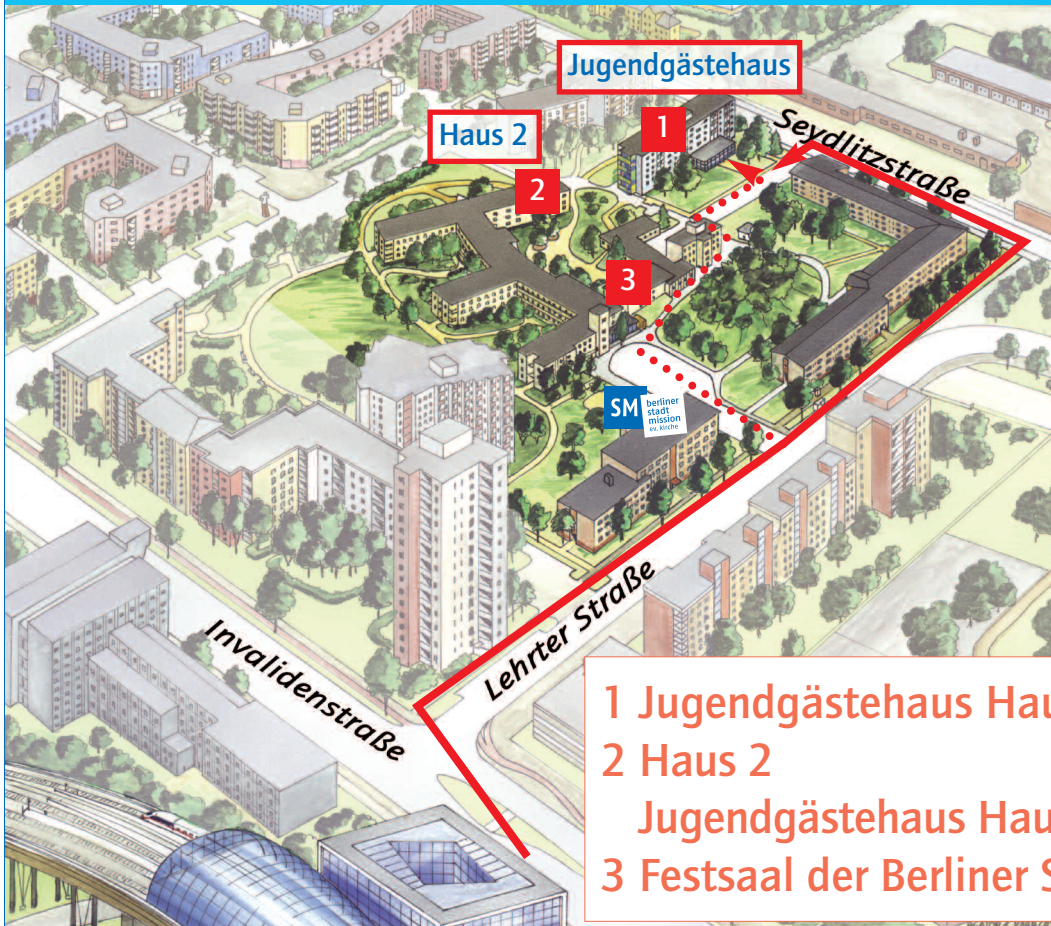 Jugendgästehaus
1
Seydlitzstraße
Haus 2
2
3
SM
berliner
stadt
mission
ev. kirche
Lehrter Straße
Invalidenstraße
1 Jugendgästehaus Hau
2 Haus 2
Jugendgästehaus Hau
3 Festsaal der Berliner S